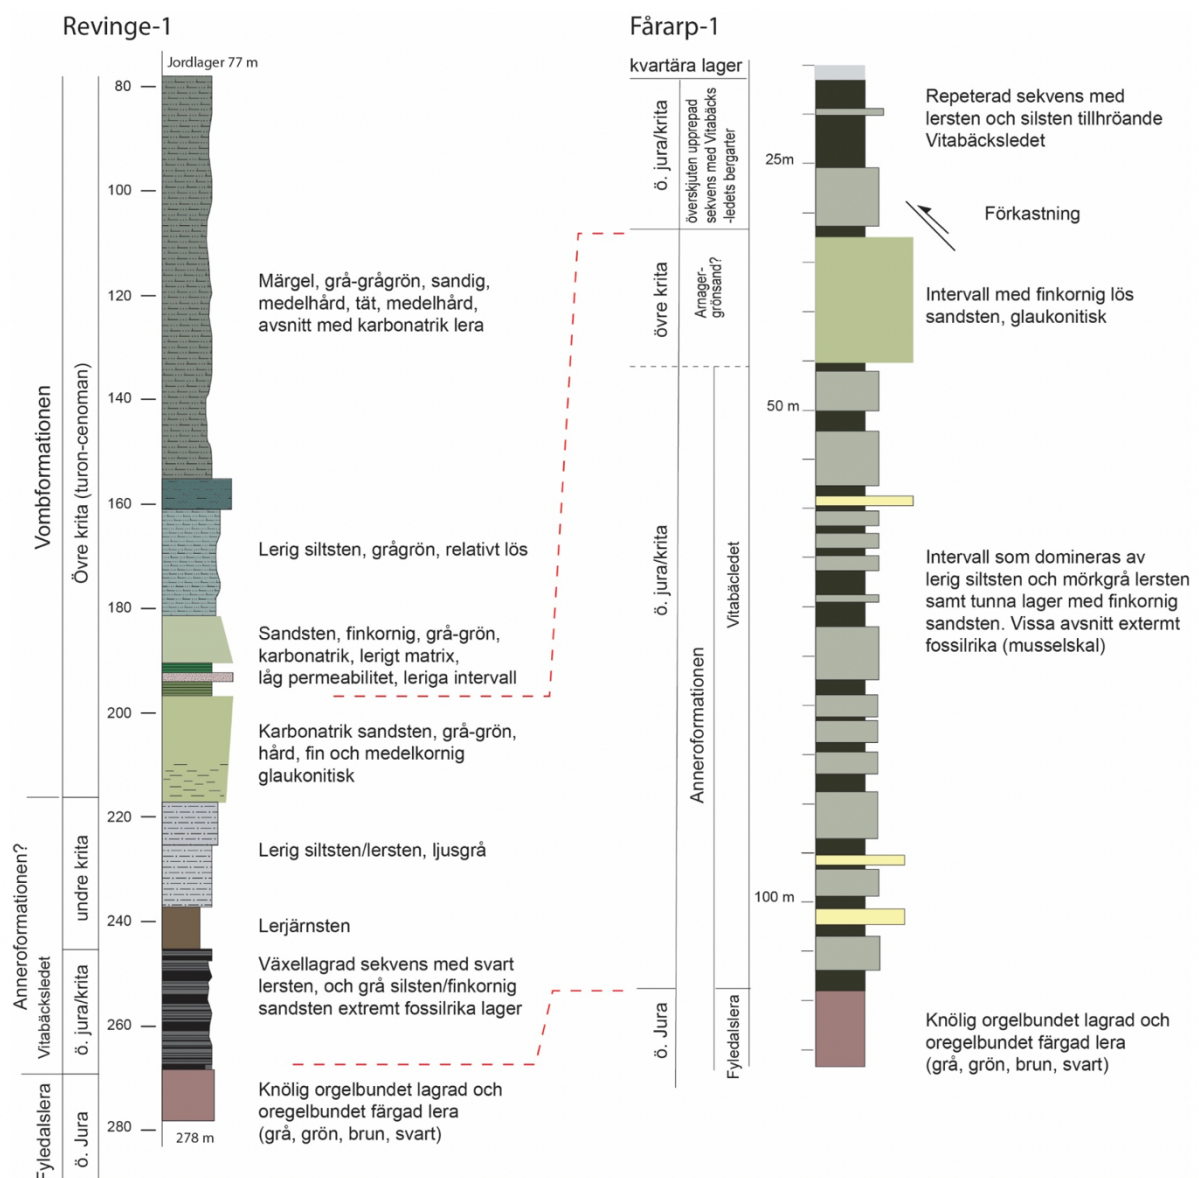 Revinge-1
Jordlager 77 m
80
100
120
140
160
180
200
220
240
260
280
278 m
Vombformationen
Övre krita (turon-cenoman)
Anneroformationen?
Vitabäcksledet
undre krita
ö. jura/krita
Fyledalslera
ö. Jura
Märgel, grå-grågrön, sandig,
medelhård, tät, medelhård,
avsnitt med karbonatrik lera
Lerig siltsten, grågrön, relativt lös
Sandsten, finkornig, grå-grön,
karbonatrik, lerigt matrix,
låg permeabilitet, leriga intervall
Karbonatrik sandsten, grå-grön,
hård, fin och medelkornig
glaukonitisk
Lerig siltsten/lersten, ljusgrå
Lerjärnsten
Växellagrad sekvens med svart
lersten, och grå silsten/finkornig
sandsten extremt fossilrika lager
Knölig orgelbundet lagrad och
oregelbundet färgad lera
(grå, grön, brun, svart)
Fårarp-1
kvartära lager
ö. jura/krita
överskjuten upprepad
sekvens med Vitabäcks
-ledets bergarter
övre krita
Arnager-
grönsand?
ö. jura/krita
Anneroformationen
Vitabäcledet
ö. Jura
Fyledalslera
25m
50 m
100 m
Repeterad sekvens med
lersten och silsten tillhröande
Vitabäcksledet
Förkastning
Intervall med finkornig lös
sandsten, glaukonitisk
Intervall som domineras av
lerig siltsten och mörkgrå lersten
samt tunna lager med finkornig
sandsten. Vissa avsnitt extermt
fossilrika (musselskal)
Knölig orgelbundet lagrad och
oregelbundet färgad lera
(grå, grön, brun, svart)